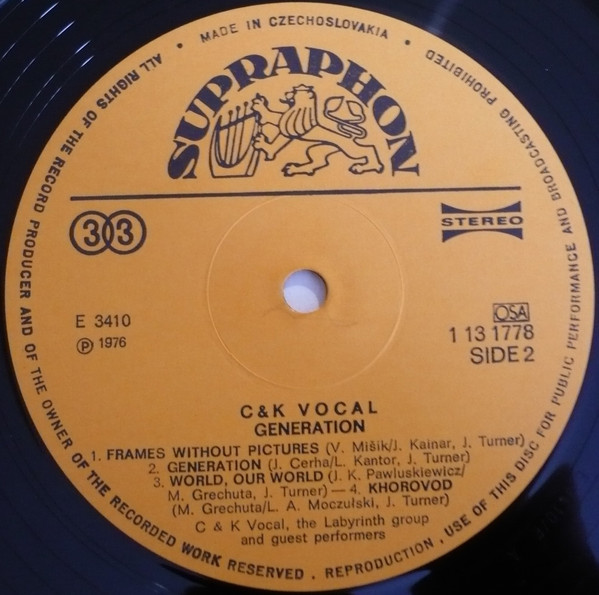 ALL RIGHTS OF THE RECORD PRODUCER AND OF THE OWNER OF THE RECORDED WORK RESERVED . REPRODUCTION , USE OF THIS DISC FOR PUBLIC PERFORMANCE AND BROADCASTING PROHIBITED
• MADE IN CZECHOSLOVAKIA •
SUPRAPHON
33
STEREO
E 3410
℗ 1976
OSA
1 13 1778
SIDE 2
C & K VOCAL
GENERATION
1. FRAMES WITHOUT PICTURES (V. Mišik/J. Kainar, J. Turner)
2. GENERATION (J. Cerha/L. Kantor, J. Turner)
3. WORLD, OUR WORLD (J. K. Pawluskiewicz/
M. Grechuta, J. Turner) — 4. KHOROVOD
(M. Grechuta/L. A. Moczulski, J. Turner)
C & K Vocal, the Labyrinth group
and guest performers